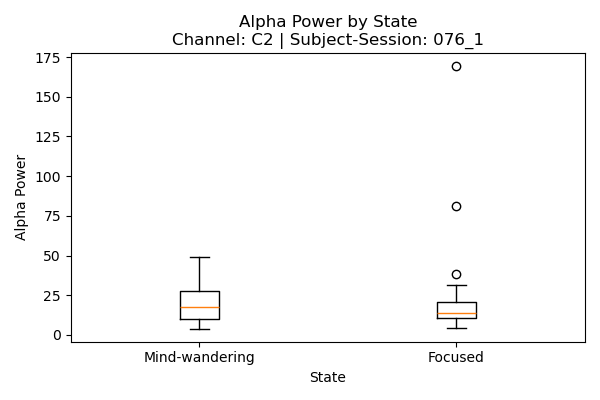 Alpha Power by State
Channel: C2 | Subject-Session: 076_1
Alpha Power
175
150
125
100
75
50
25
0
Mind-wandering
Focused
State